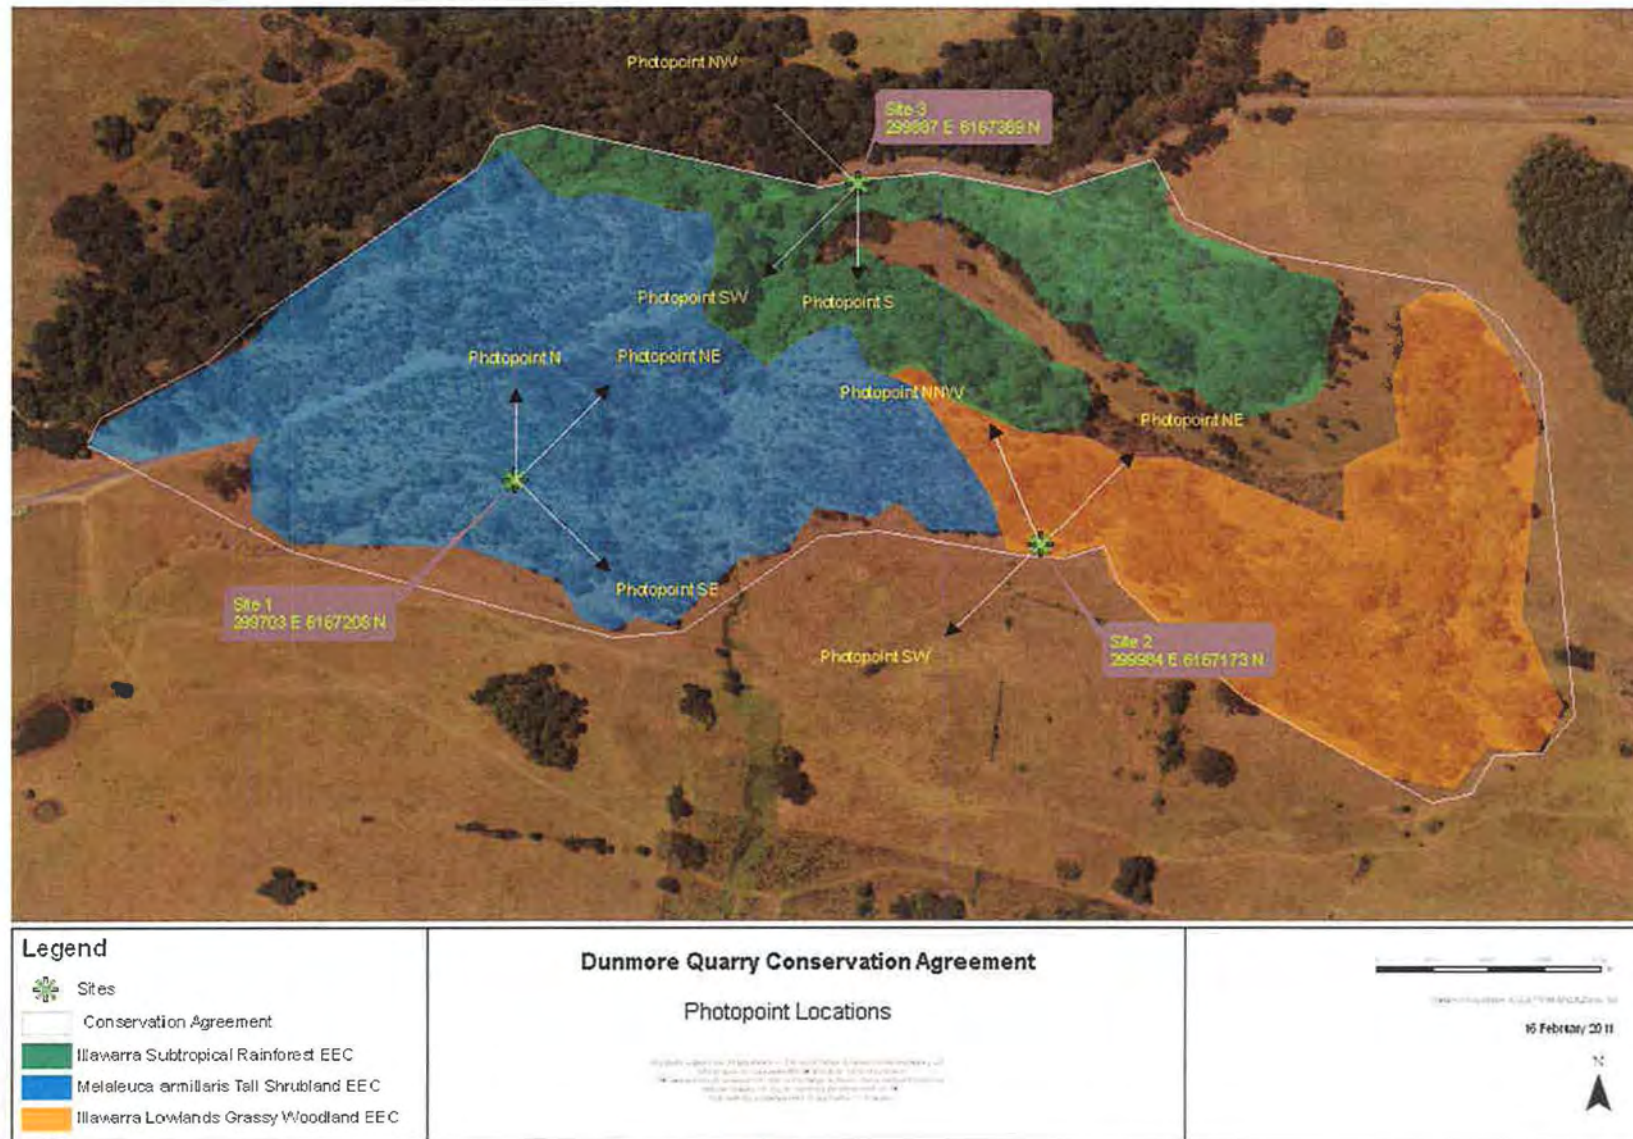 Photopoint NW
Site 3
299887 E 6167369 N
Photopoint SW
Photopoint S
Photopoint N
Photopoint NE
Photopoint NNW
Photopoint NE
Photopoint SE
Site 1
299703 E 6167206 N
Photopoint SW
Site 2
299984 E 6167173 N
Legend
Sites
Conservation Agreement
Illawarra Subtropical Rainforest EEC
Melaleuca armillaris Tall Shrubland EEC
Illawarra Lowlands Grassy Woodland EEC
Dunmore Quarry Conservation Agreement
Photopoint Locations
16 February 2011
N